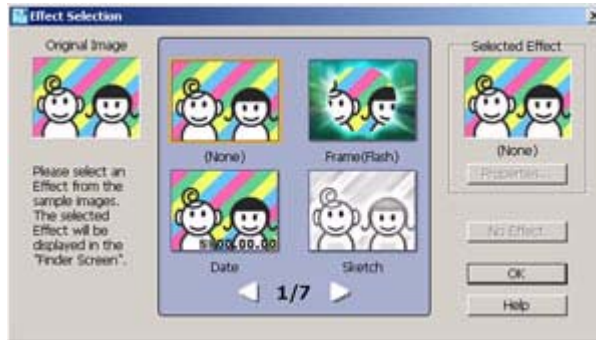 Effect Selection
Original Image
Please select an
Effect from the
sample images.
The selected
Effect will be
displayed in the
"Finder Screen".
(None)
Frame(Flash)
Date
Sketch
1/7
Selected Effect
(None)
Properties...
No Effect
OK
Help